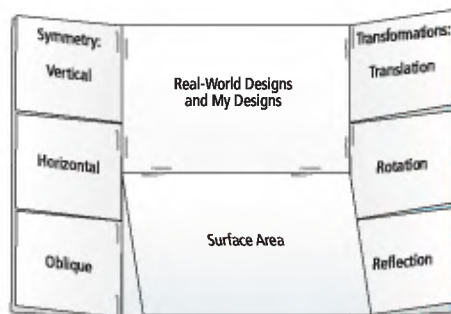 Symmetry:
Vertical
Horizontal
Oblique
Real-World Designs
and My Designs
Surface Area
Transformations:
Translation
Rotation
Reflection